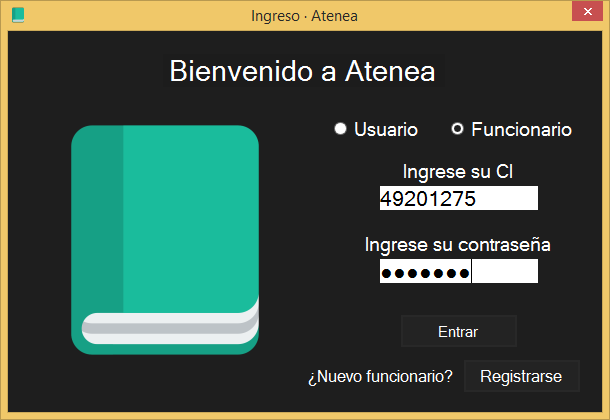 Ingreso · Atenea
Bienvenido a Atenea
Usuario
Funcionario
Ingrese su CI
49201275
Ingrese su contraseña
●●●●●●●
Entrar
¿Nuevo funcionario?
Registrarse